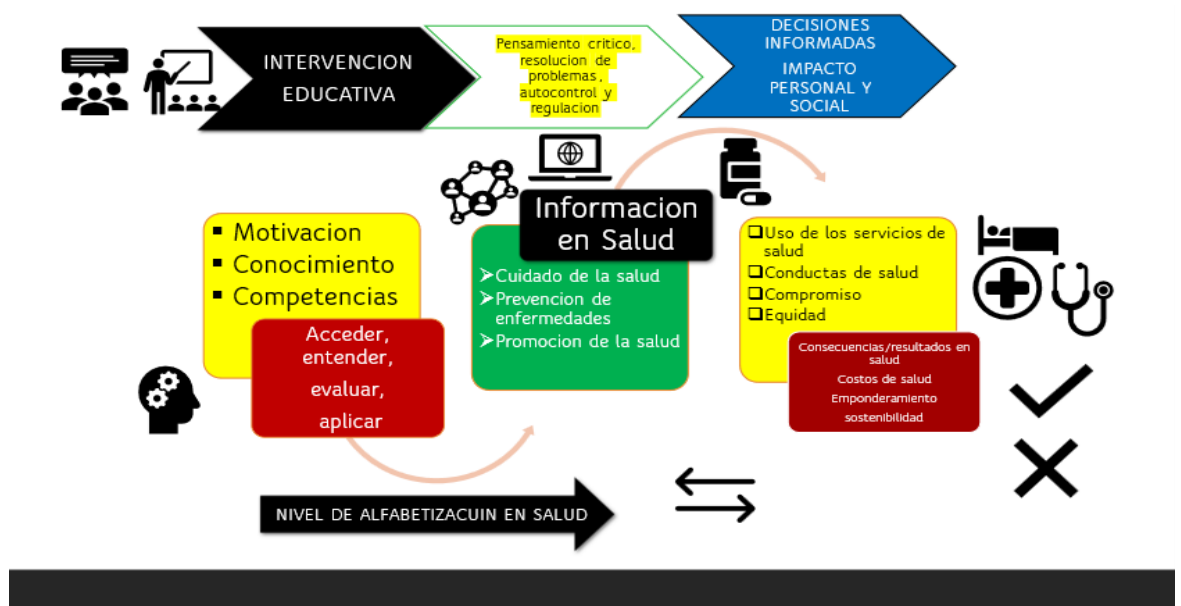 INTERVENCION
EDUCATIVA
Pensamiento critico,
resolucion de
problemas,
autocontrol y
regulacion
DECISIONES
INFORMADAS
IMPACTO
PERSONAL Y
SOCIAL
▪ Motivacion
▪ Conocimiento
▪ Competencias
Acceder,
entender,
evaluar,
aplicar
Informacion
en Salud
➢Cuidado de la salud
➢Prevencion de
enfermedades
➢Promocion de la salud
❑Uso de los servicios de
salud
❑Conductas de salud
❑Compromiso
❑Equidad
Consecuencias/resultados en
salud
Costos de salud
Emponderamiento
sostenibilidad
NIVEL DE ALFABETIZACUIN EN SALUD